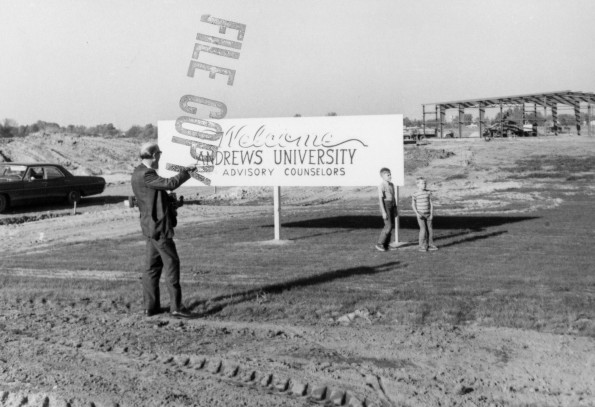 FILE COPY
Welcome
ANDREWS UNIVERSITY
ADVISORY COUNSELORS